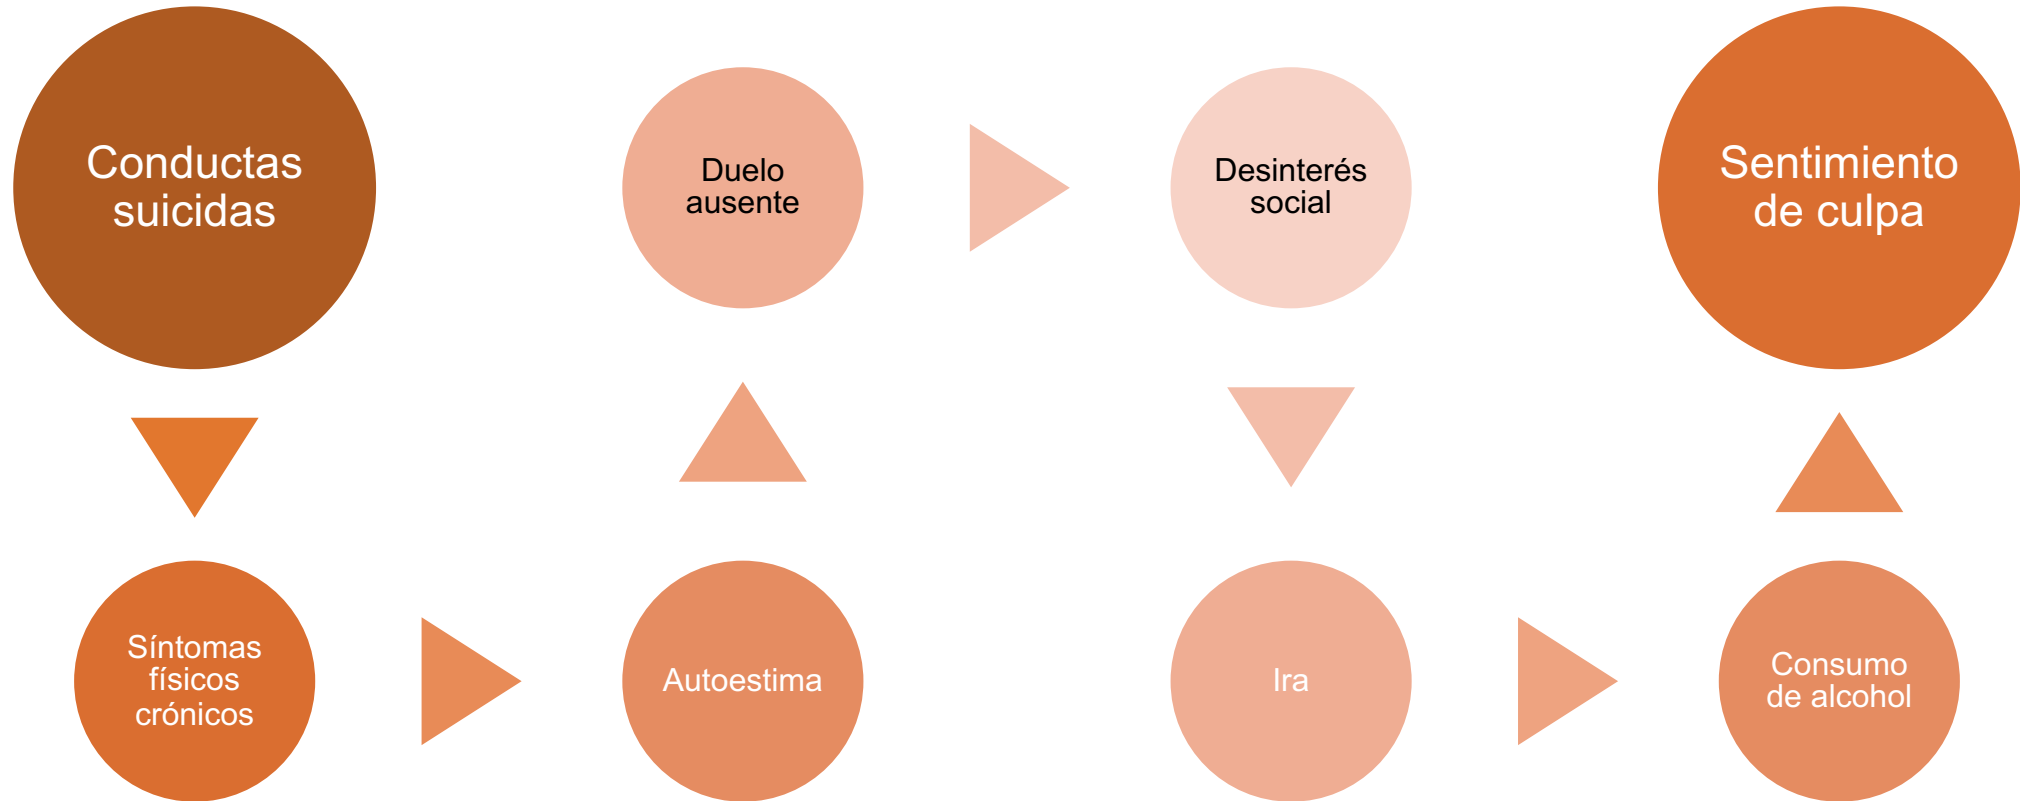 Conductas
suicidas
Síntomas
físicos
crónicos
Autoestima
Duelo
ausente
Desinterés
social
Ira
Consumo
de alcohol
Sentimiento
de culpa